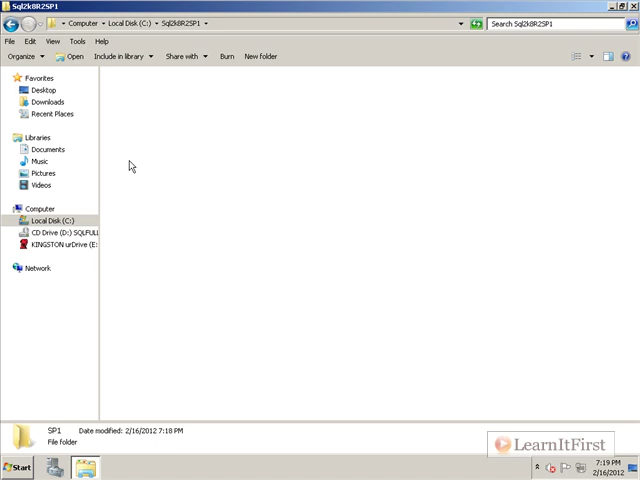 Sql2k8R2SP1
Computer Local Disk (C:) Sql2k8R2SP1
Search Sql2k8R2SP1
File Edit View Tools Help
Organize Open Include in library Share with Burn New folder
Favorites
Desktop
Downloads
Recent Places
Libraries
Documents
Music
Pictures
Videos
Computer
Local Disk (C:)
CD Drive (D:) SQLFULL
KINGSTON urDrive (E:
Network
SP1 Date modified: 2/16/2012 7:18 PM
File folder
LearnItFirst
Start
7:19 PM
2/16/2012